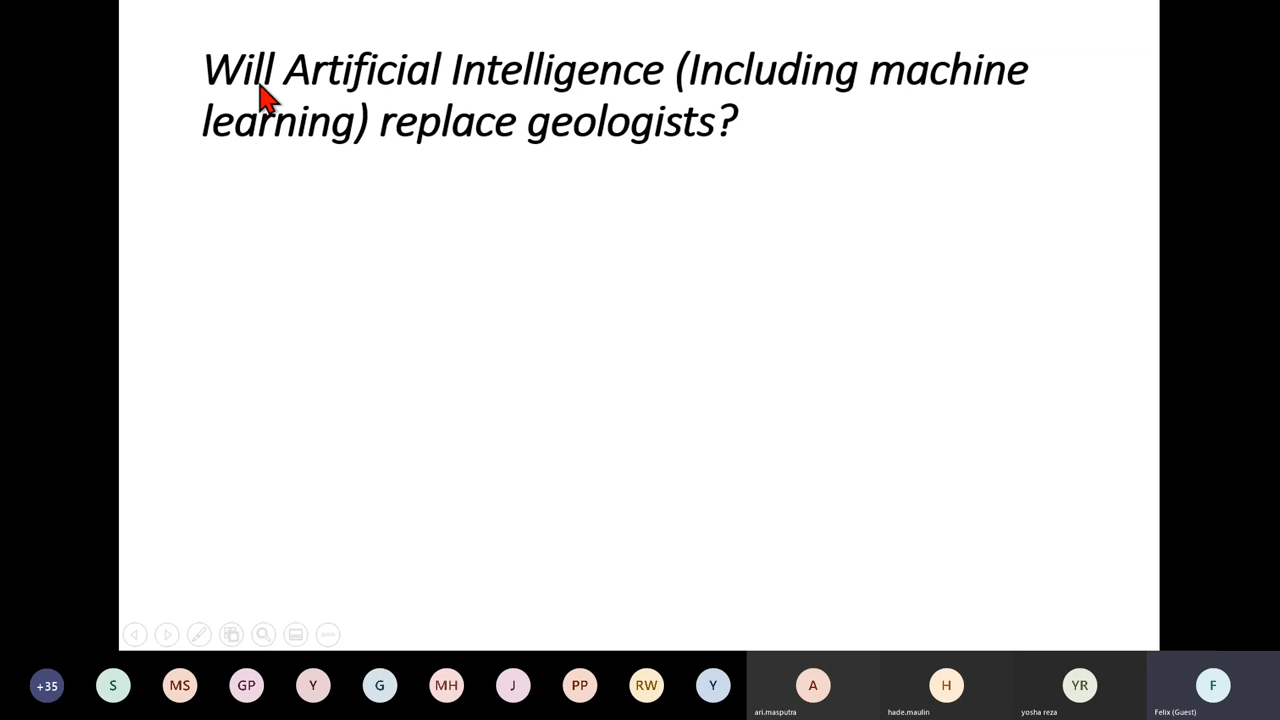 Will Artificial Intelligence (Including machine
learning) replace geologists?
+35
S
MS
GP
Y
G
MH
J
PP
RW
Y
A
H
YR
F
ari.masputra
hade.maulin
yosha reza
Felix (Guest)